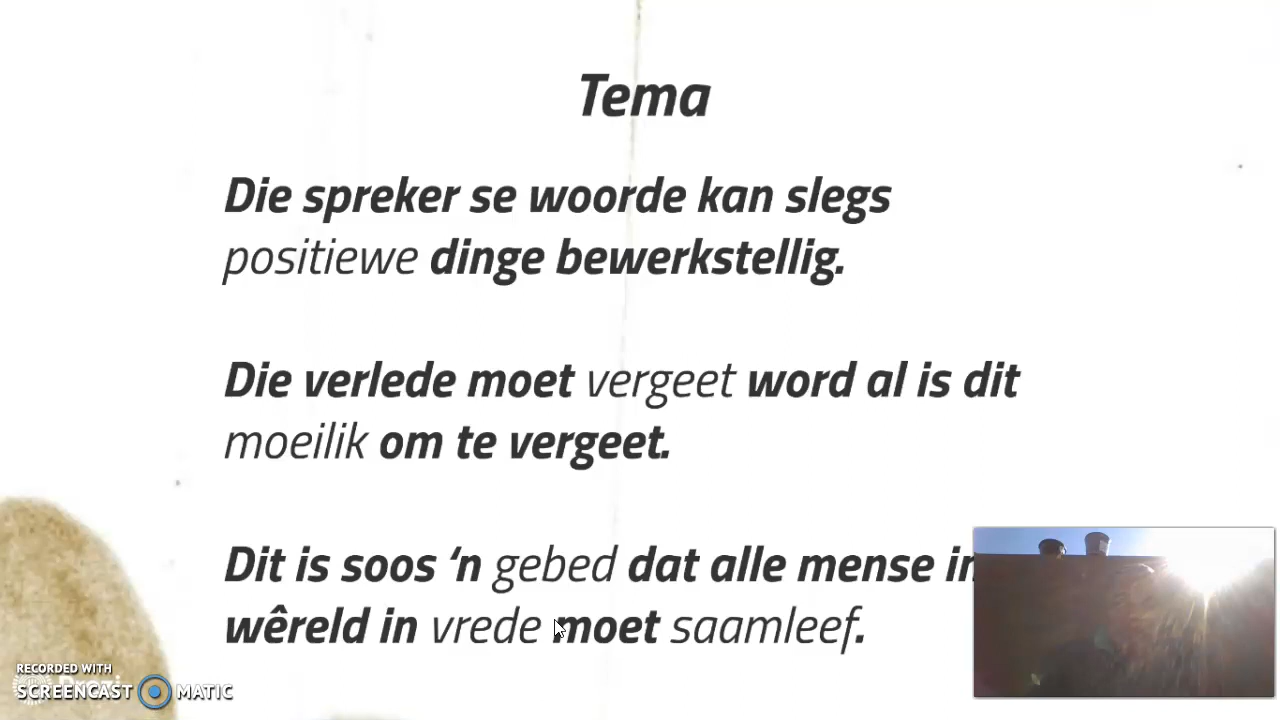 Tema
Die spreker se woorde kan slegs
positiewe dinge bewerkstellig.
Die verlede moet vergeet word al is dit
moeilik om te vergeet.
Dit is soos ‘n gebed dat alle mense in
wêreld in vrede moet saamleef.
RECORDED WITH
SCREENCAST MATIC